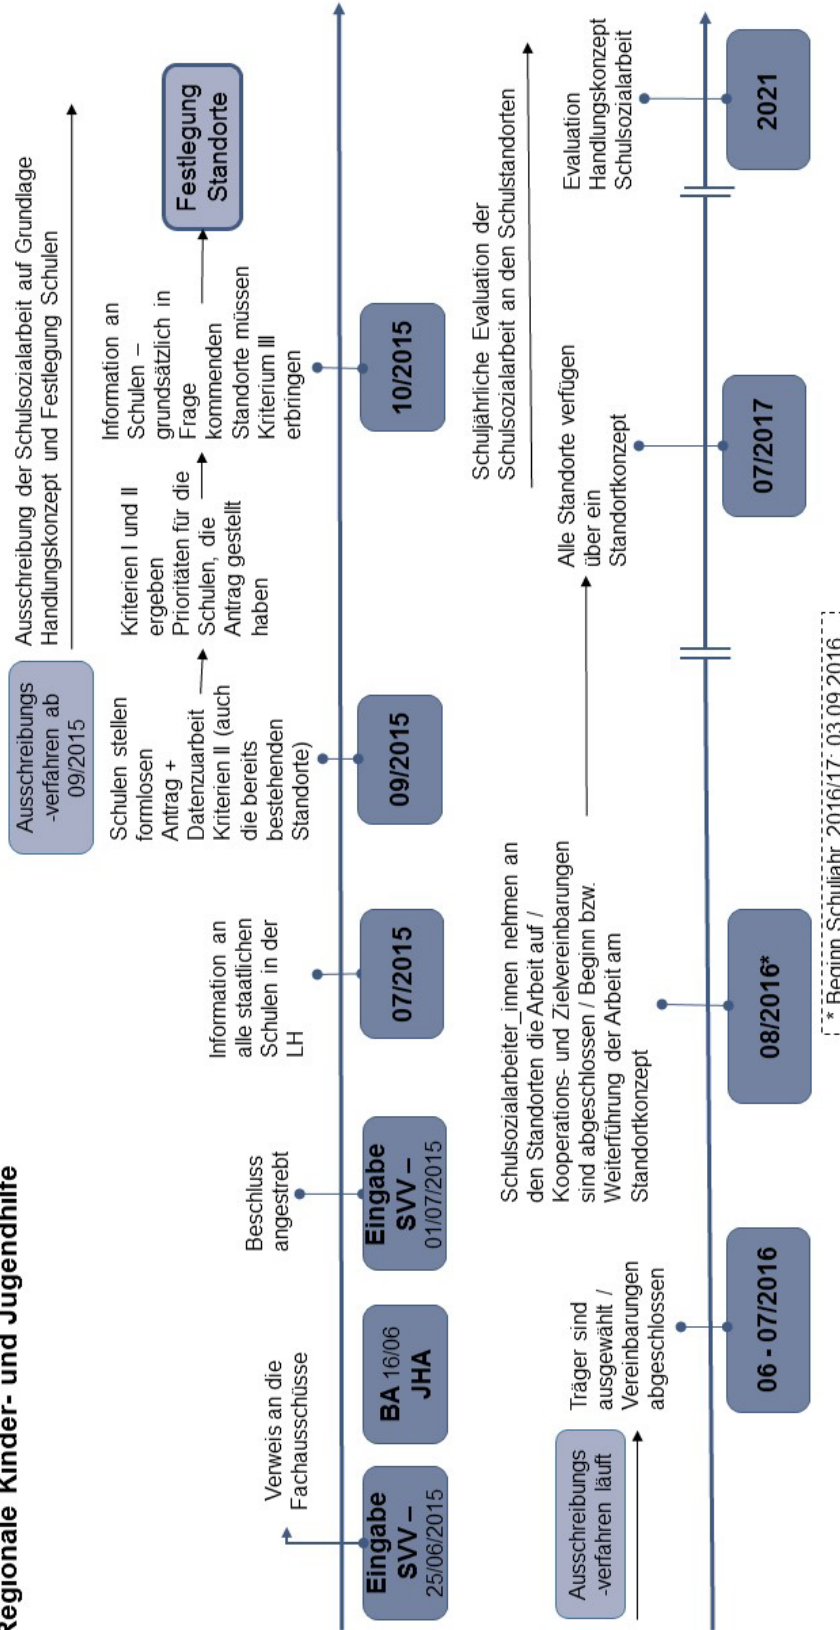 Regionale Kinder- und Jugendhilfe
Ausschreibungs
-verfahren ab
09/2015
Ausschreibung der Schulsozialarbeit auf Grundlage
Handlungskonzept und Festlegung Schulen
Verweis an die
Fachausschüsse
Beschluss
angestrebt
Information an
alle staatlichen
Schulen in der
LH
Schulen stellen
formlosen
Antrag +
Datenzuarbeit
Kriterien II (auch
die bereits
bestehenden
Standorte)
Kriterien I und II
ergeben
Prioritäten für die
Schulen, die
Antrag gestellt
haben
Information an
Schulen –
grundsätzlich in
Frage
kommenden
Standorte müssen
Kriterium III
erbringen
Festlegung
Standorte
Eingabe
SVV –
25/06/2015
BA 16/06
JHA
Eingabe
SVV –
01/07/2015
07/2015
09/2015
10/2015
Ausschreibungs
-verfahren läuft
Träger sind
ausgewählt /
Vereinbarungen
abgeschlossen
Schulsozialarbeiter_innen nehmen an
den Standorten die Arbeit auf /
Kooperations- und Zielvereinbarungen
sind abgeschlossen / Beginn bzw.
Weiterführung der Arbeit am
Standortkonzept
Alle Standorte verfügen
über ein
Standortkonzept
Schuljährliche Evaluation der
Schulsozialarbeit an den Schulstandorten
Evaluation
Handlungskonzept
Schulsozialarbeit
06 - 07/2016
08/2016*
07/2017
2021
* Beginn Schuljahr 2016/17: 03.09.2016